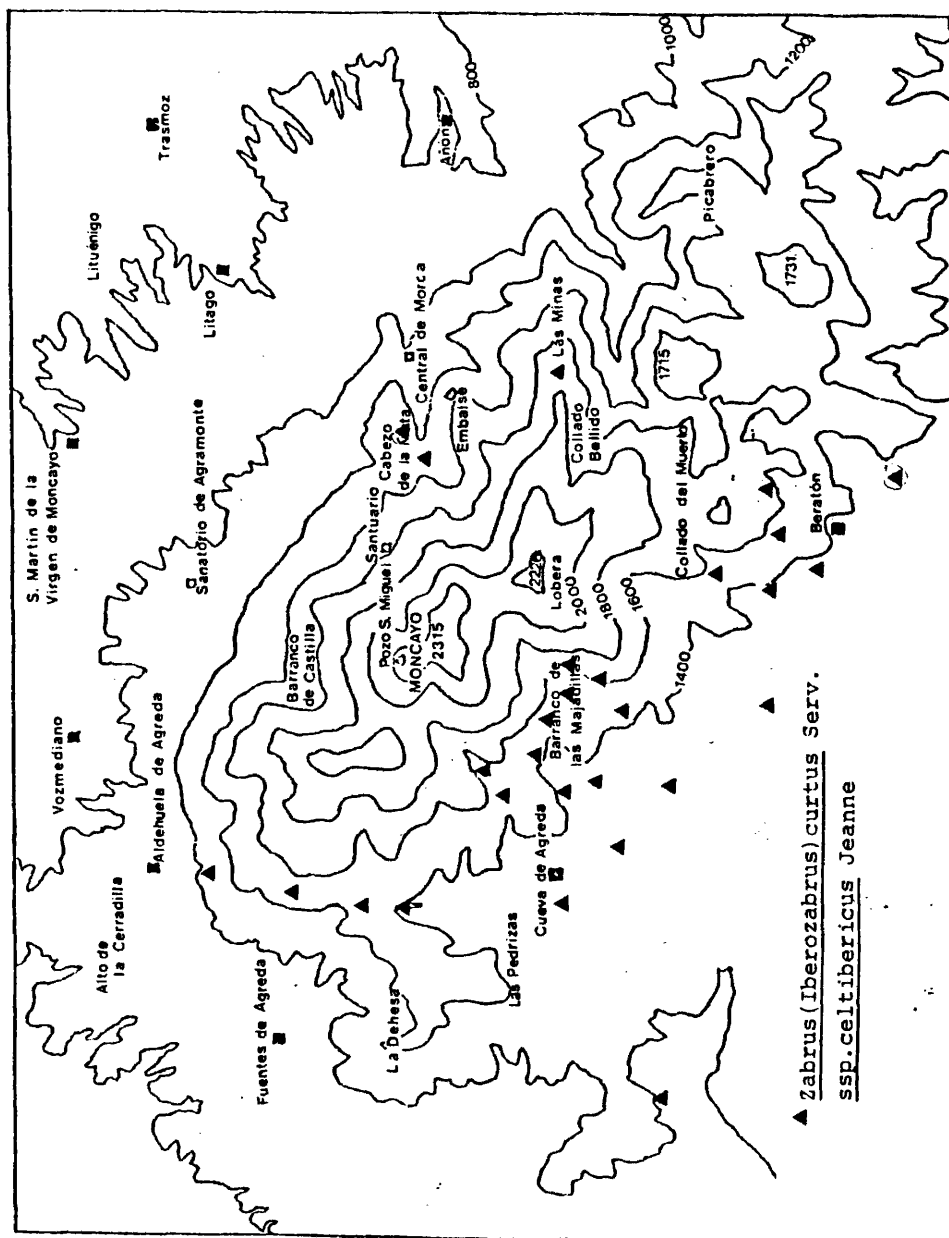 S. Martin de la
Virgen de Moncayo
Vozmediano
Alto de
la Cerradilla
Aldehuela de Agreda
Sanatorio de Agramonte
Lituénigo
Litago
Trasmoz
Fuentes de Agreda
La Dehesa
Las Pedrizas
Cueva de Agreda
Barranco
de Castilla
Pozo S. Miguel
MONCAYO
2315
Santuario
Cabezo
de la Mata
Central de Morca
Embalse
Añon
800
1000
1200
Las Minas
Collado
Bellido
2226
Lobera
2000
1800
1600
1400
Barranco de
las Majadillas
Collado del Muerto
Beratón
1715
1731
Picabrero
Zabrus(Iberozabrus)curtus Serv.
ssp.celtibericus Jeanne